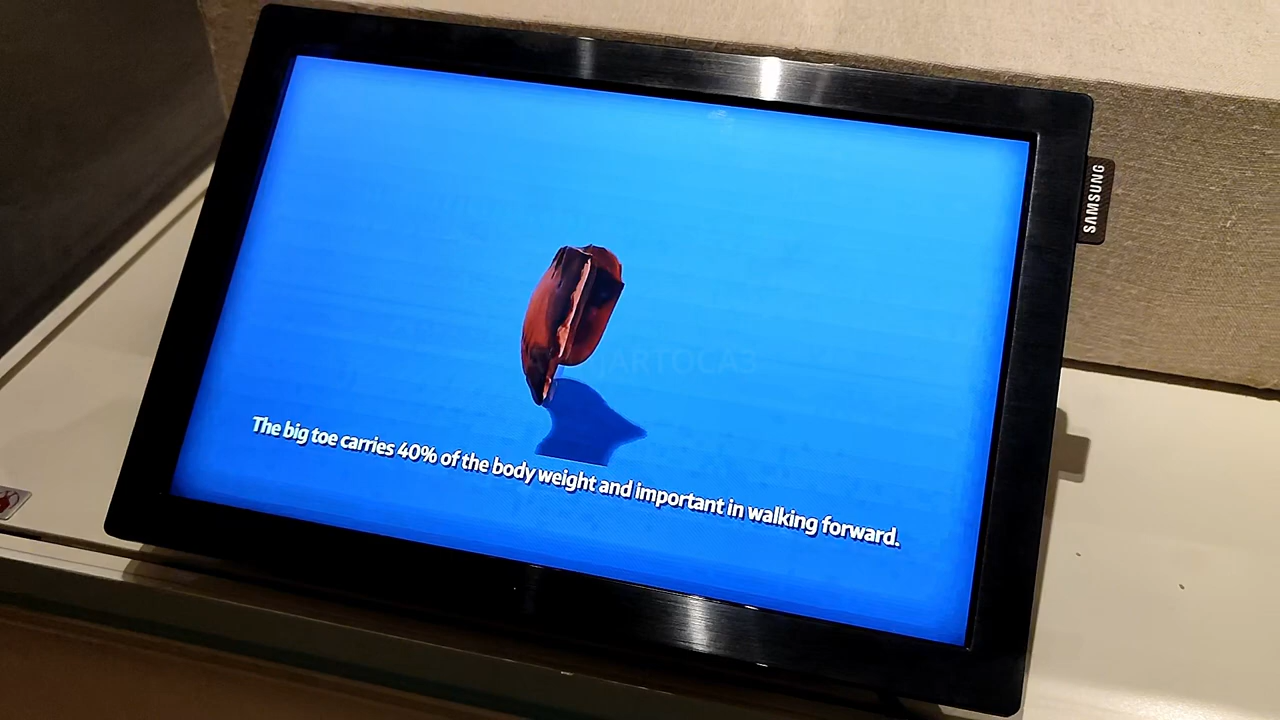 SAMSUNG
The big toe carries 40% of the body weight and important in walking forward.